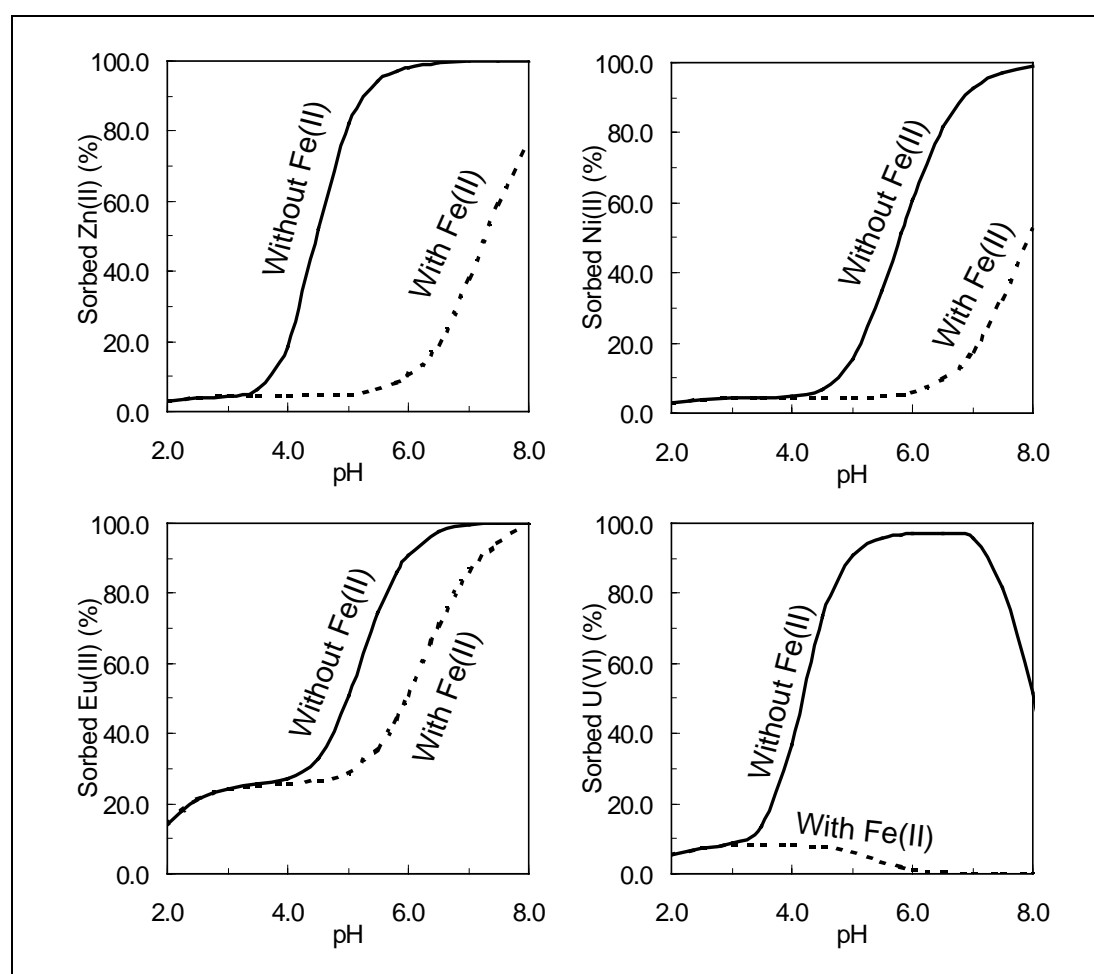 Sorbed Zn(II) (%)
100.0
80.0
60.0
40.0
20.0
0.0
2.0 4.0 6.0 8.0
pH
Without Fe(II)
With Fe(II)
Sorbed Ni(II) (%)
100.0
80.0
60.0
40.0
20.0
0.0
2.0 4.0 6.0 8.0
pH
Without Fe(II)
With Fe(II)
Sorbed Eu(III) (%)
100.0
80.0
60.0
40.0
20.0
0.0
2.0 4.0 6.0 8.0
pH
Without Fe(II)
With Fe(II)
Sorbed U(VI) (%)
100.0
80.0
60.0
40.0
20.0
0.0
2.0 4.0 6.0 8.0
pH
Without Fe(II)
With Fe(II)